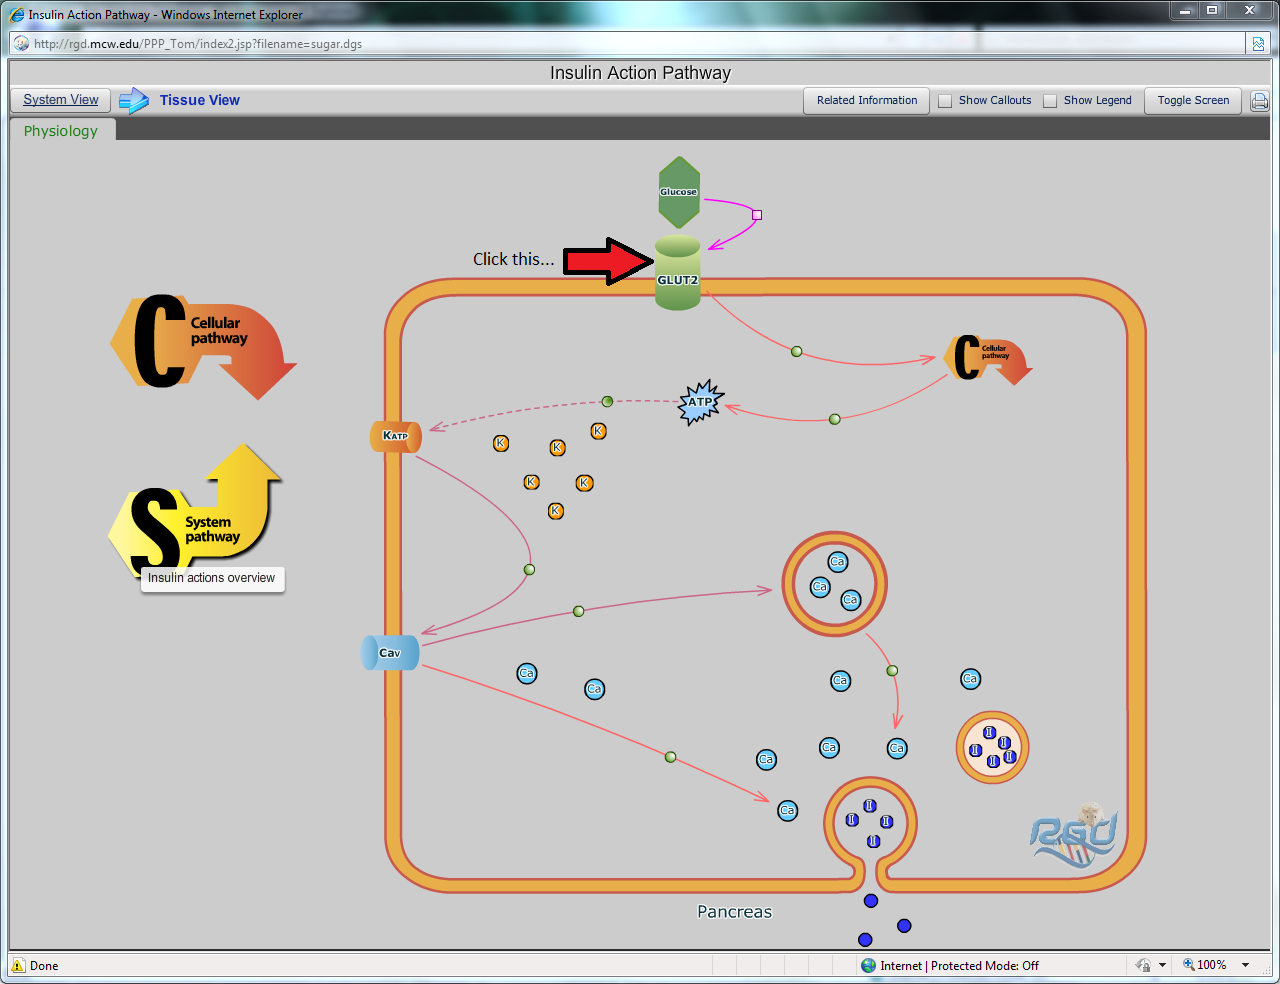 Insulin Action Pathway - Windows Internet Explorer
http://rgd.mcw.edu/PPP_Tom/index2.jsp?filename=sugar.dgs
Insulin Action Pathway
System View
Tissue View
Related Information
Show Callouts
Show Legend
Toggle Screen
Physiology
Glucose
Click this...
GLUT2
C
Cellular
pathway
C
Cellular
pathway
ATP
KATP
K
K
K
K
K
K
S
System
pathway
Insulin actions overview
Ca
Ca
Ca
Cav
Ca
Ca
Ca
Ca
Ca
Ca
Ca
Ca
I
I
I
I
I
I
I
I
I
RGD
Pancreas
Done
Internet | Protected Mode: Off
100%